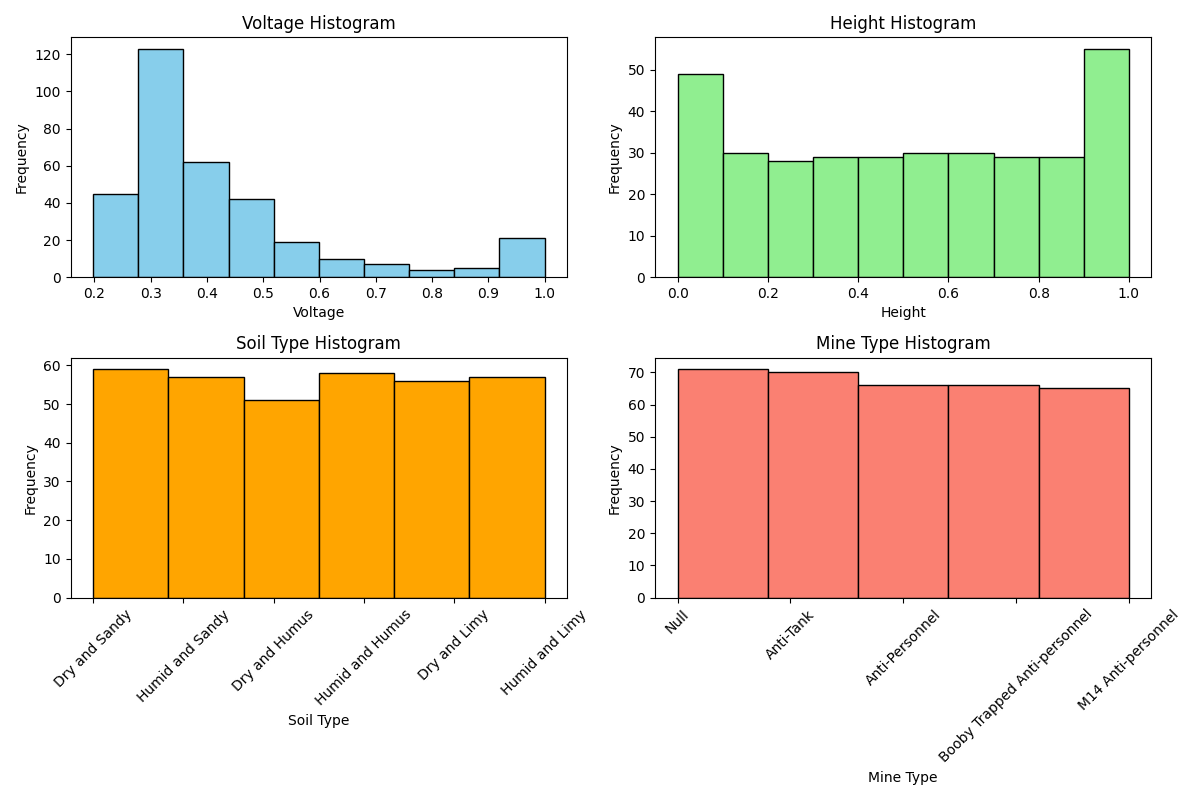 Voltage Histogram
Frequency
120
100
80
60
40
20
0
0.2 0.3 0.4 0.5 0.6 0.7 0.8 0.9 1.0
Voltage
Height Histogram
Frequency
50
40
30
20
10
0
0.0 0.2 0.4 0.6 0.8 1.0
Height
Soil Type Histogram
Frequency
60
50
40
30
20
10
0
Dry and Sandy
Humid and Sandy
Dry and Humus
Humid and Humus
Dry and Limy
Humid and Limy
Soil Type
Mine Type Histogram
Frequency
70
60
50
40
30
20
10
0
Null
Anti-Tank
Anti-Personnel
Booby Trapped Anti-personnel
M14 Anti-personnel
Mine Type